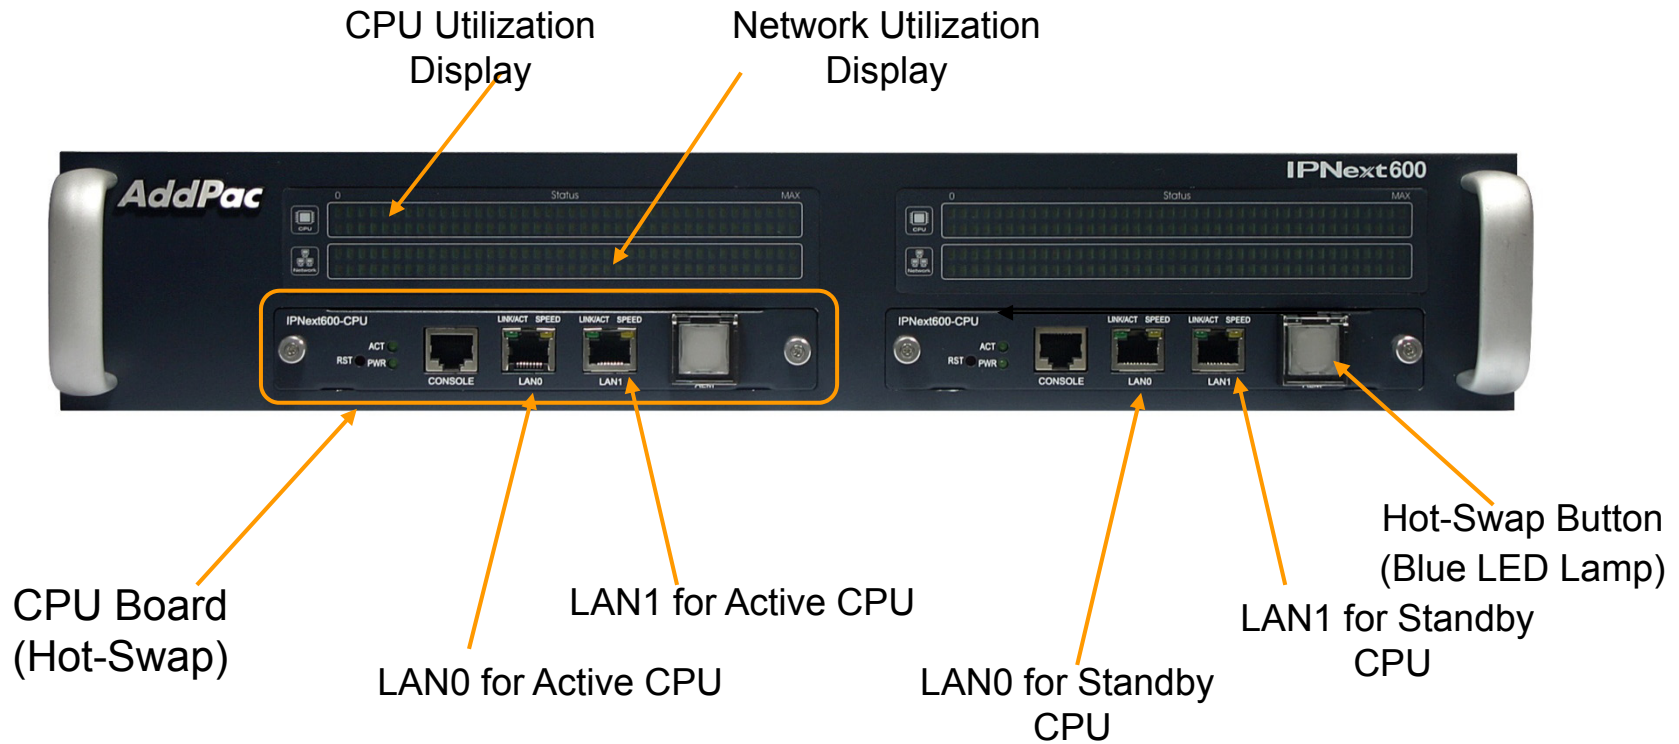 CPU Utilization
Display
Network Utilization
Display
AddPac
IPNext600
0 Status MAX
CPU
Network
0 Status MAX
CPU
Network
IPNext600-CPU
LINK/ACT SPEED LINK/ACT SPEED
ACT
RST PWR
CONSOLE LAN0 LAN1
IPNext600-CPU
LINK/ACT SPEED LINK/ACT SPEED
ACT
RST PWR
CONSOLE LAN0 LAN1
Hot-Swap Button
(Blue LED Lamp)
CPU Board
(Hot-Swap)
LAN1 for Active CPU
LAN0 for Active CPU
LAN1 for Standby
CPU
LAN0 for Standby
CPU